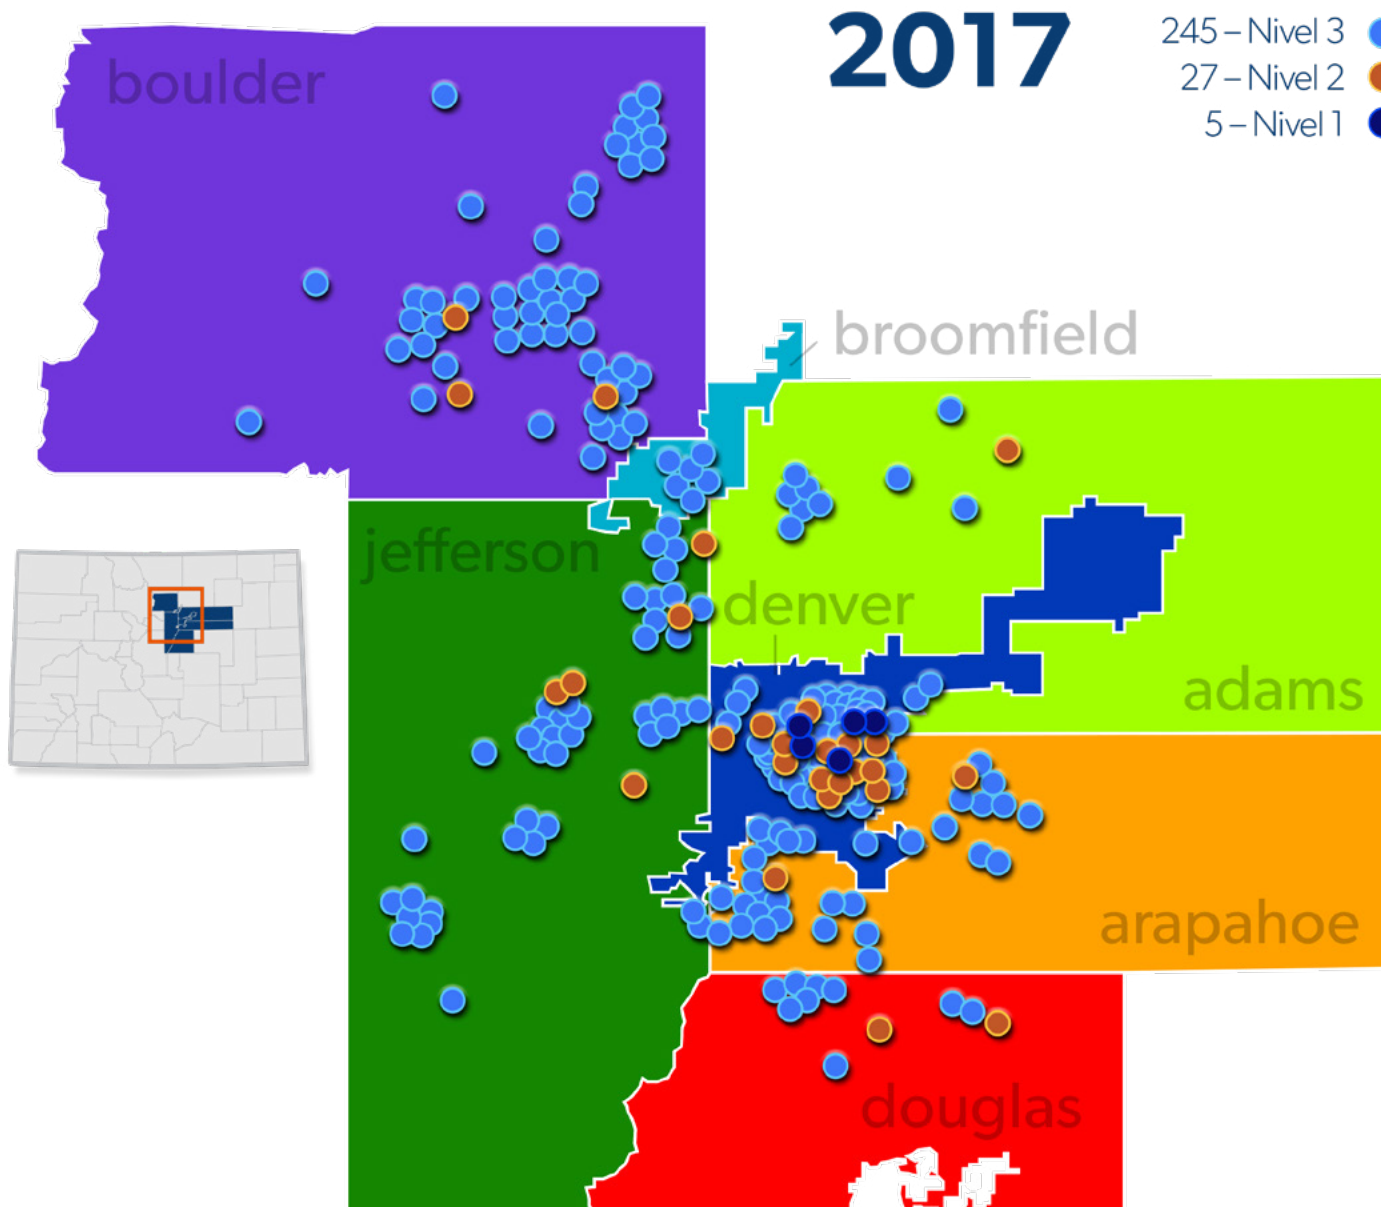 2017
245 – Nivel 3
27 – Nivel 2
5 – Nivel 1
boulder
broomfield
jefferson
denver
adams
arapahoe
douglas